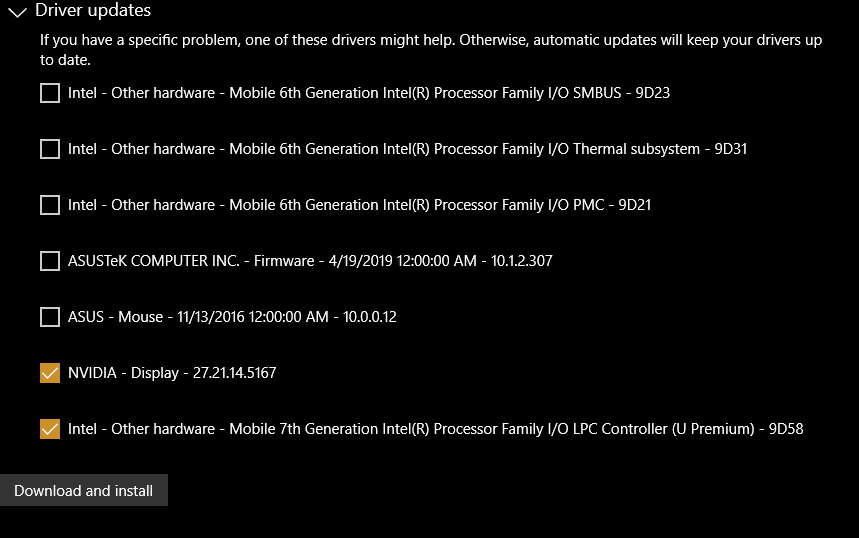 Driver updates
If you have a specific problem, one of these drivers might help. Otherwise, automatic updates will keep your drivers up
to date.
Intel - Other hardware - Mobile 6th Generation Intel(R) Processor Family I/O SMBUS - 9D23
Intel - Other hardware - Mobile 6th Generation Intel(R) Processor Family I/O Thermal subsystem - 9D31
Intel - Other hardware - Mobile 6th Generation Intel(R) Processor Family I/O PMC - 9D21
ASUSTeK COMPUTER INC. - Firmware - 4/19/2019 12:00:00 AM - 10.1.2.307
ASUS - Mouse - 11/13/2016 12:00:00 AM - 10.0.0.12
NVIDIA - Display - 27.21.14.5167
Intel - Other hardware - Mobile 7th Generation Intel(R) Processor Family I/O LPC Controller (U Premium) - 9D58
Download and install